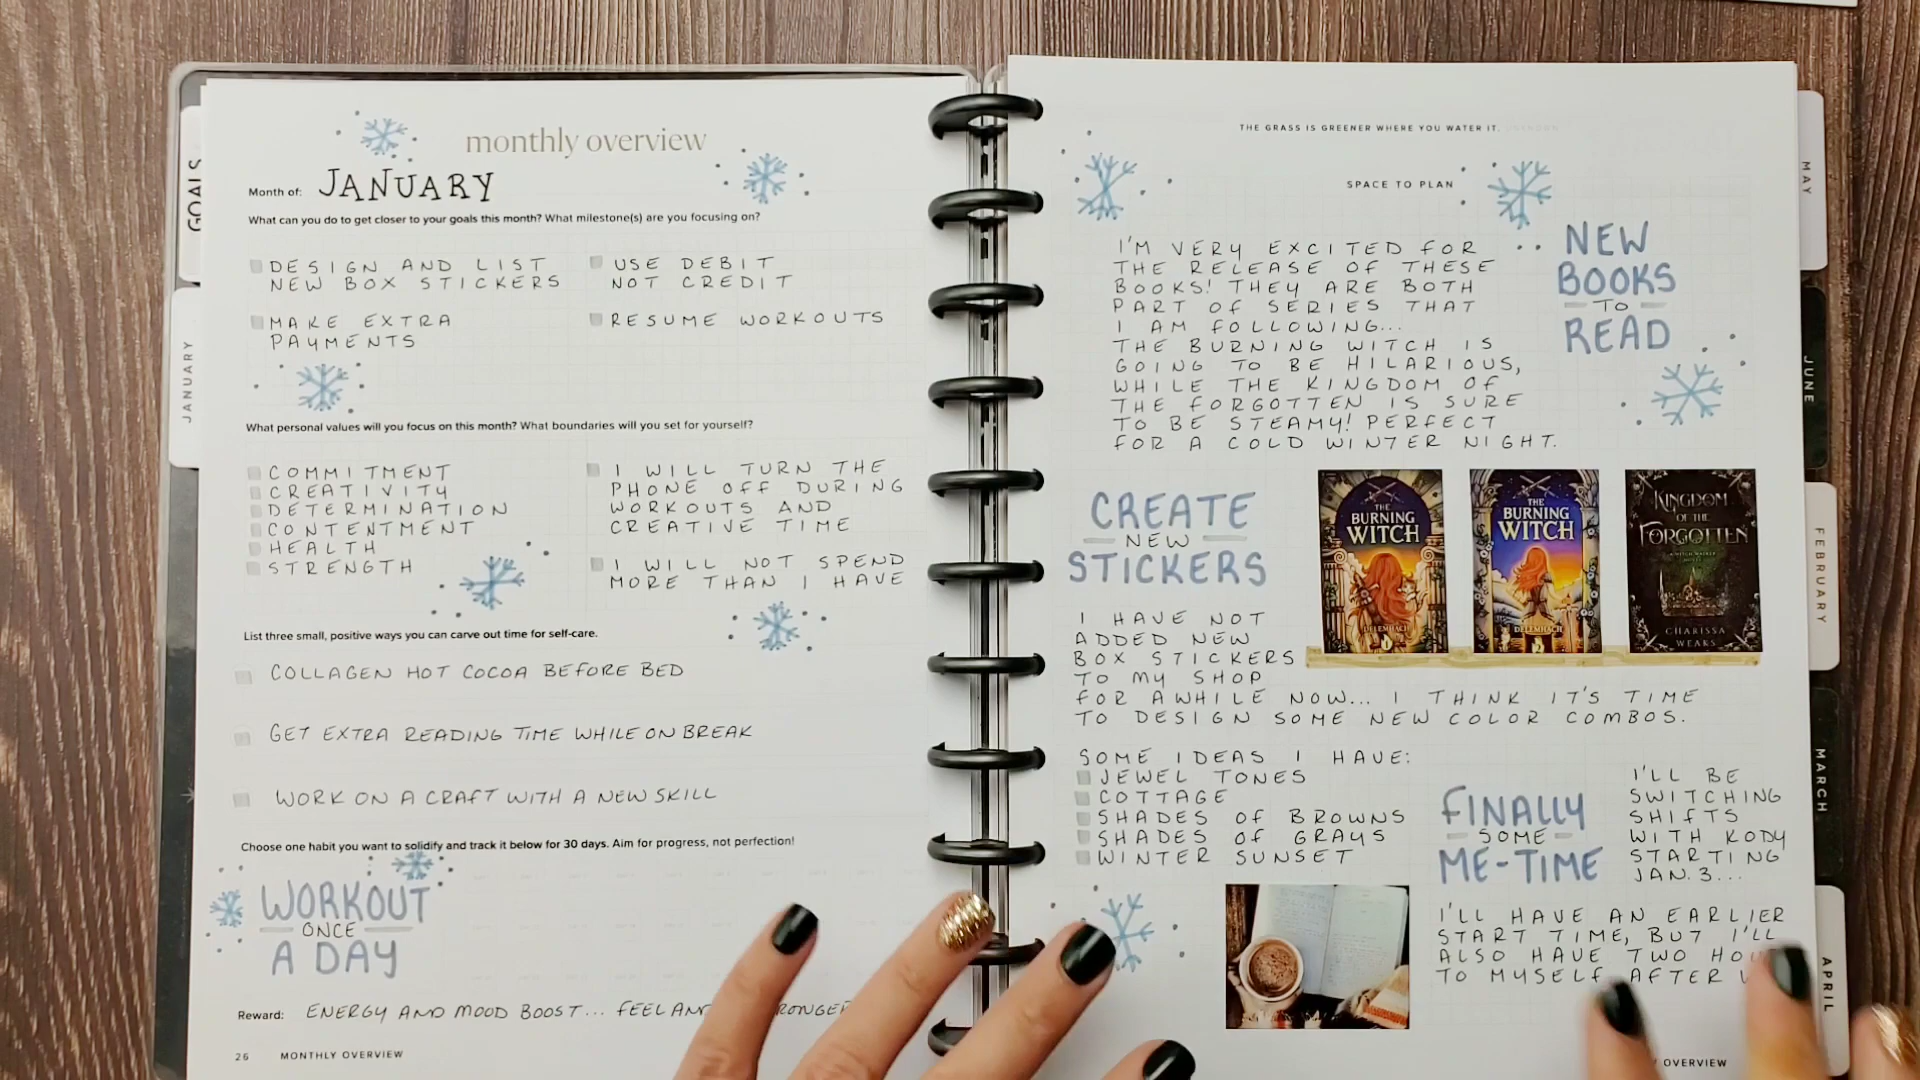 GOALS
JANUARY
monthly overview
Month of: JANUARY
What can you do to get closer to your goals this month? What milestone(s) are you focusing on?
DESIGN AND LIST
NEW BOX STICKERS
MAKE EXTRA
PAYMENTS
USE DEBIT
NOT CREDIT
RESUME WORKOUTS
What personal values will you focus on this month? What boundaries will you set for yourself?
COMMITMENT
CREATIVITY
DETERMINATION
CONTENTMENT
HEALTH
STRENGTH
I WILL TURN THE
PHONE OFF DURING
WORKOUTS AND
CREATIVE TIME
I WILL NOT SPEND
MORE THAN I HAVE
List three small, positive ways you can carve out time for self-care.
COLLAGEN HOT COCOA BEFORE BED
GET EXTRA READING TIME WHILE ON BREAK
WORK ON A CRAFT WITH A NEW SKILL
Choose one habit you want to solidify and track it below for 30 days. Aim for progress, not perfection!
WORKOUT
ONCE
A DAY
Reward: ENERGY AND MOOD BOOST... FEEL
26 MONTHLY OVERVIEW
THE GRASS IS GREENER WHERE YOU WATER IT.
SPACE TO PLAN
I'M VERY EXCITED FOR
THE RELEASE OF THESE
BOOKS! THEY ARE BOTH
PART OF SERIES THAT
I AM FOLLOWING...
THE BURNING WITCH IS
GOING TO BE HILARIOUS,
WHILE THE KINGDOM OF
THE FORGOTTEN IS SURE
TO BE STEAMY! PERFECT
FOR A COLD WINTER NIGHT.
NEW
BOOKS
TO
READ
CREATE
NEW
STICKERS
THE
BURNING
WITCH
DELEMHACH
1
THE
BURNING
WITCH
DELEMHACH
2
KINGDOM
OF THE
FORGOTTEN
CHARISSA
WEAKS
I HAVE NOT
ADDED NEW
BOX STICKERS
TO MY SHOP
FOR AWHILE NOW... I THINK IT'S TIME
TO DESIGN SOME NEW COLOR COMBOS.
SOME IDEAS I HAVE:
JEWEL TONES
COTTAGE
SHADES OF BROWNS
SHADES OF GRAYS
WINTER SUNSET
FINALLY
SOME
ME-TIME
I'LL BE
SWITCHING
SHIFTS
WITH KODY
STARTING
JAN. 3...
I'LL HAVE AN EARLIER
START TIME, BUT I'LL
ALSO HAVE TWO
TO MYSELF AFTER
OVERVIEW
MAY
JUNE
FEBRUARY
MARCH
APRIL